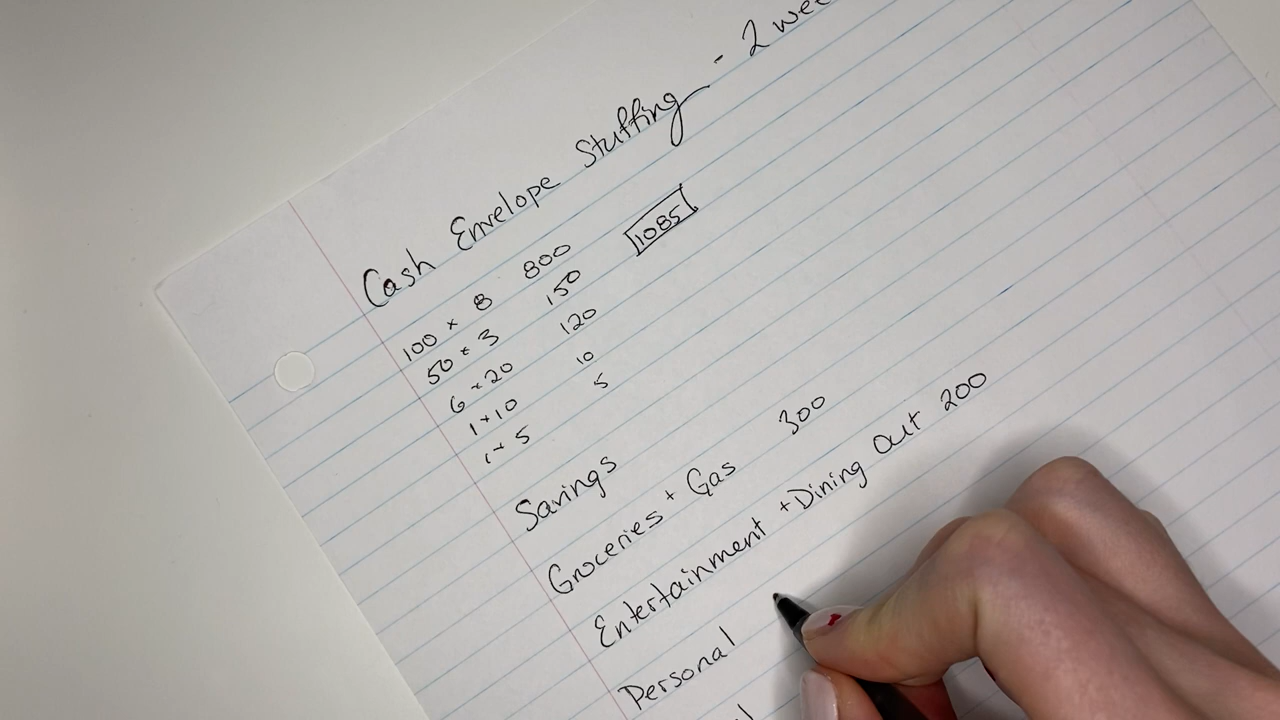 Cash Envelope Stuffing - 2
1085
100 × 8 800
50 × 3 150
6 × 20 120
1 × 10 10
1 × 5 5
Savings
Groceries + Gas 300
Entertainment + Dining Out 200
Personal